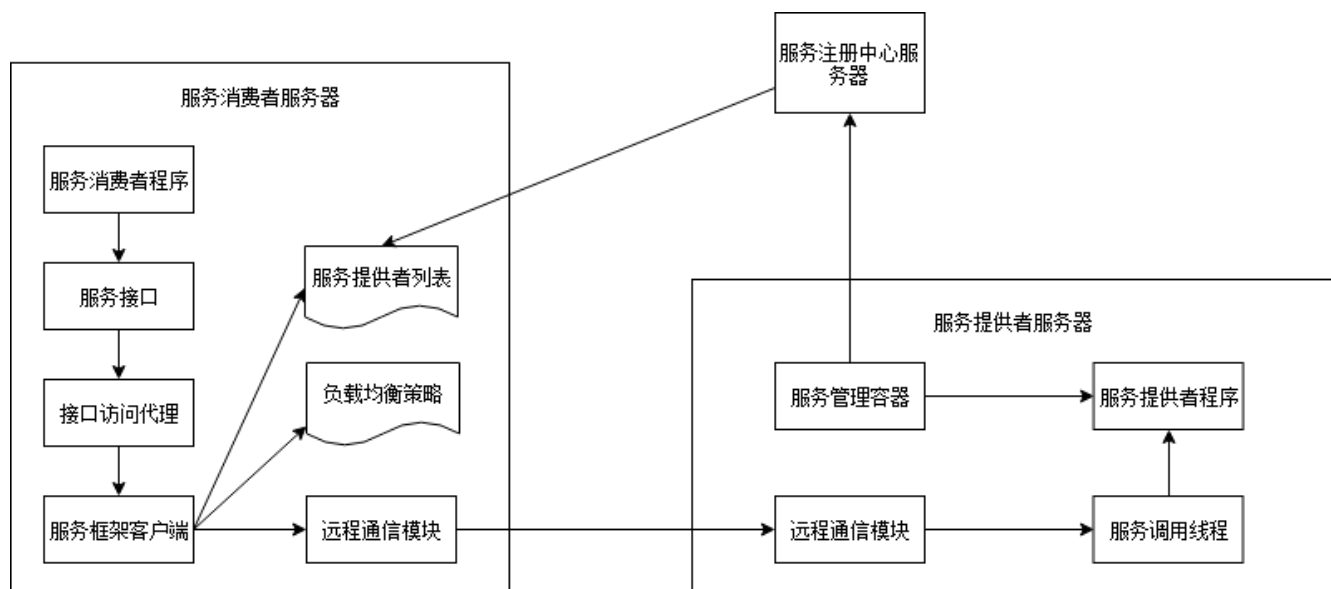 服务注册中心服
务器
服务消费者服务器
服务消费者程序
服务接口
服务提供者列表
服务提供者服务器
接口访问代理
负载均衡策略
服务管理容器
服务提供者程序
服务框架客户端
远程通信模块
远程通信模块
服务调用线程